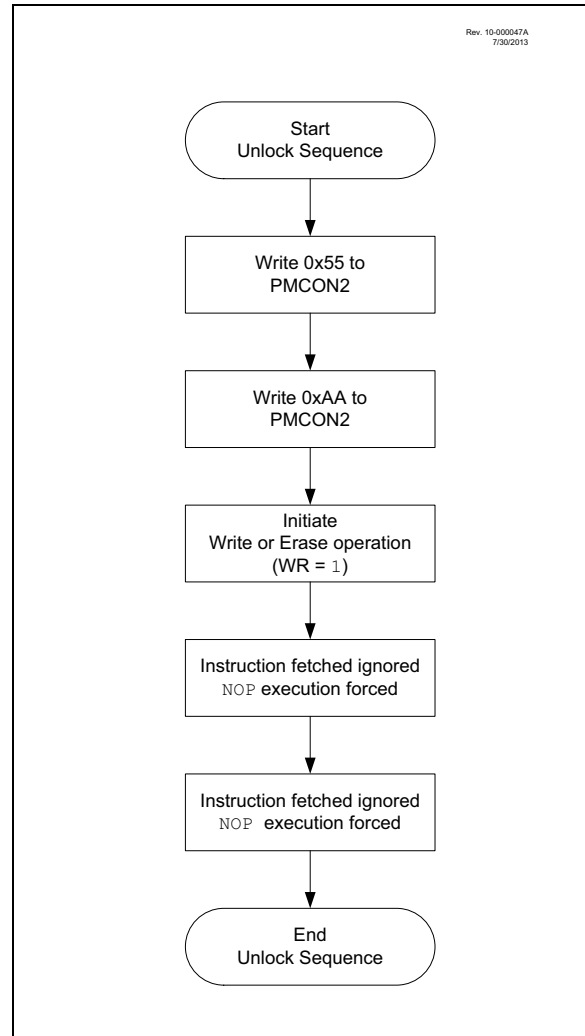 Rev. 10-000047A
7/30/2013
Start
Unlock Sequence
Write 0x55 to
PMCON2
Write 0xAA to
PMCON2
Initiate
Write or Erase operation
(WR = 1)
Instruction fetched ignored
NOP execution forced
Instruction fetched ignored
NOP execution forced
End
Unlock Sequence